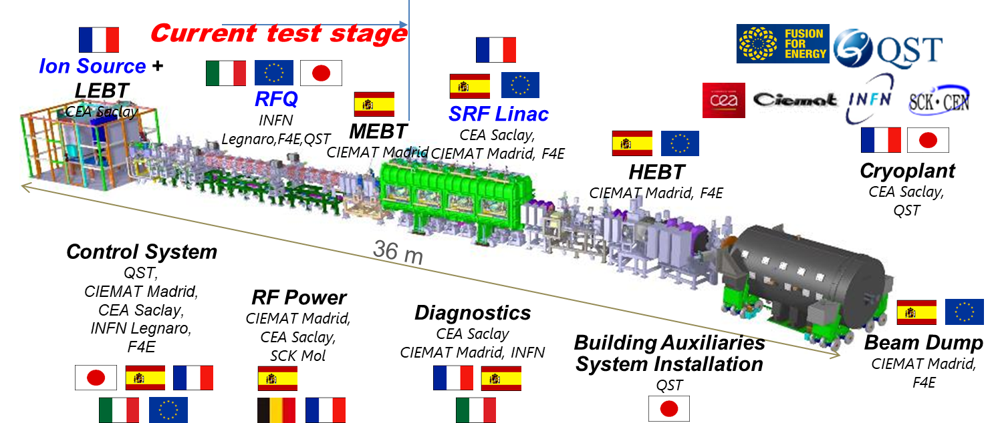 Current test stage
Ion Source +
LEBT
CEA Saclay
RFQ
INFN
Legnaro,F4E,QST
MEBT
CIEMAT Madrid
SRF Linac
CEA Saclay,
CIEMAT Madrid, F4E
FUSION
FOR
ENERGY
QST
cea
Ciemat
INFN
SCK•CEN
HEBT
CIEMAT Madrid, F4E
Cryoplant
CEA Saclay,
QST
36 m
Control System
QST,
CIEMAT Madrid,
CEA Saclay,
INFN Legnaro,
F4E
RF Power
CIEMAT Madrid,
CEA Saclay,
SCK Mol
Diagnostics
CEA Saclay
CIEMAT Madrid, INFN
Building Auxiliaries
System Installation
QST
Beam Dump
CIEMAT Madrid,
F4E